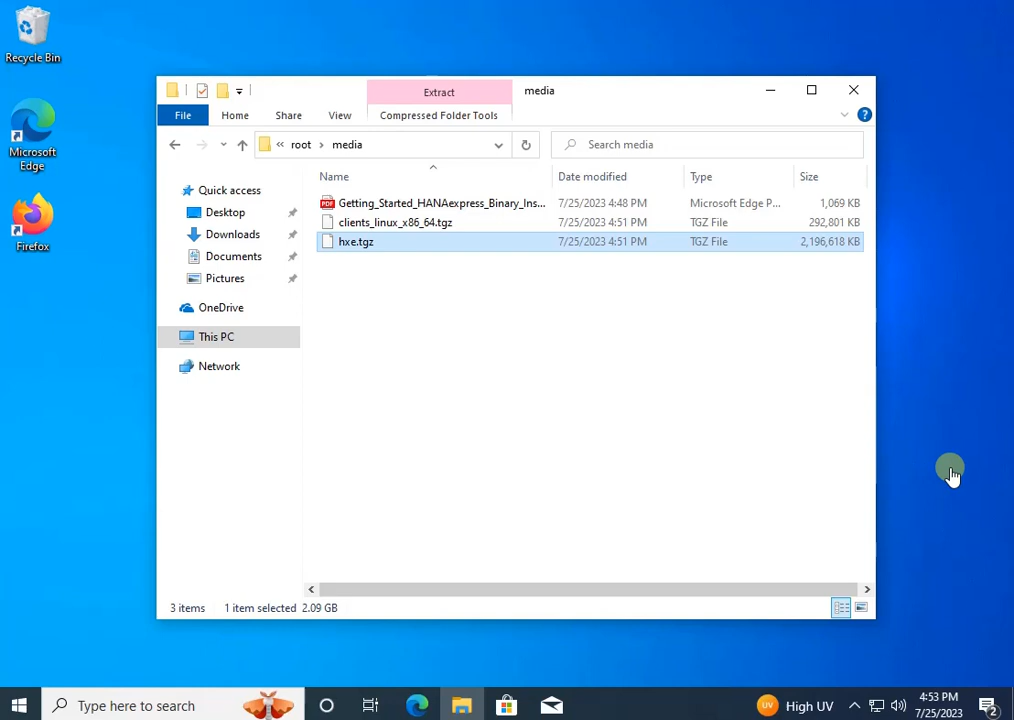 Recycle Bin
Microsoft
Edge
Firefox
Extract
media
File
Home
Share
View
Compressed Folder Tools
« root › media
Search media
Name
Date modified
Type
Size
Getting_Started_HANAexpress_Binary_Ins... 7/25/2023 4:48 PM Microsoft Edge P... 1,069 KB
clients_linux_x86_64.tgz 7/25/2023 4:51 PM TGZ File 292,801 KB
hxe.tgz 7/25/2023 4:51 PM TGZ File 2,196,618 KB
Quick access
Desktop
Downloads
Documents
Pictures
OneDrive
This PC
Network
3 items 1 item selected 2.09 GB
Type here to search
UV High UV
4:53 PM
7/25/2023
2